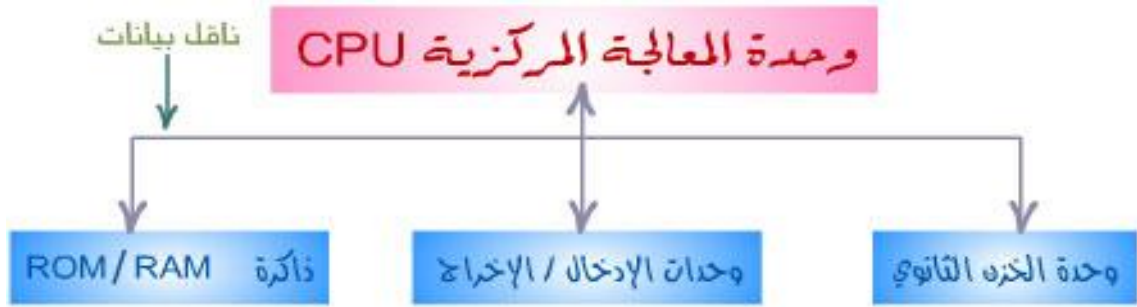 ناقل بيانات
وحدة المعالجة المركزية CPU
وحدة الخزن الثانوي
وحدات الإدخال / الإخراج
ذاكرة ROM/RAM